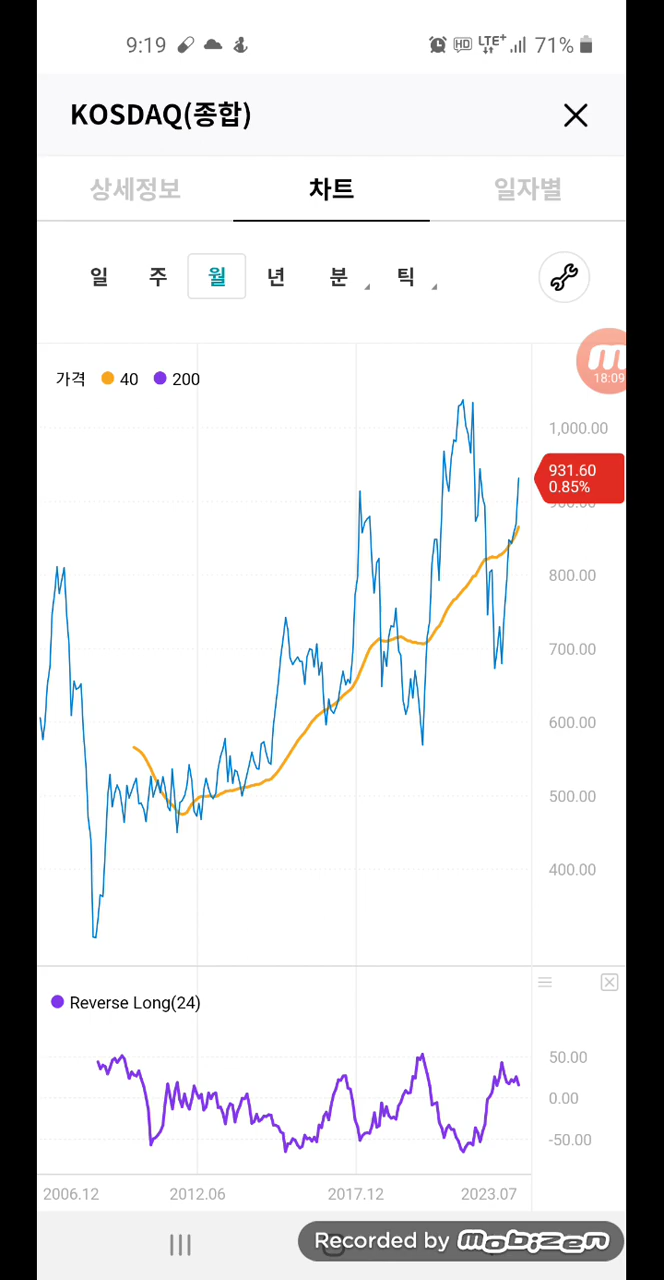 9:19 HD LTE+ 71%
KOSDAQ(종합)
상세정보 차트 일자별
일 주 월 년 분 틱
가격 40 200
m
18:09
1,000.00
931.60
0.85%
800.00
700.00
600.00
500.00
400.00
Reverse Long(24)
50.00
0.00
-50.00
2006.12 2012.06 2017.12 2023.07
Recorded by mobizen